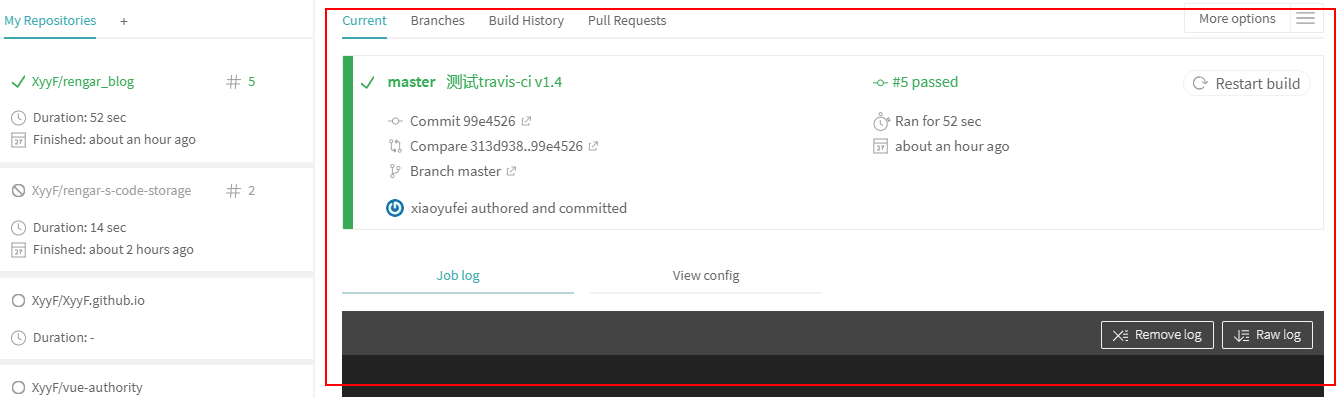 My Repositories +
XyyF/rengar_blog # 5
Duration: 52 sec
Finished: about an hour ago
XyyF/rengar-s-code-storage # 2
Duration: 14 sec
Finished: about 2 hours ago
XyyF/XyyF.github.io
Duration: -
XyyF/vue-authority
Current Branches Build History Pull Requests More options
master 测试travis-ci v1.4 #5 passed Restart build
Commit 99e4526 Ran for 52 sec
Compare 313d938..99e4526 about an hour ago
Branch master
xiaoyufei authored and committed
Job log View config
Remove log Raw log